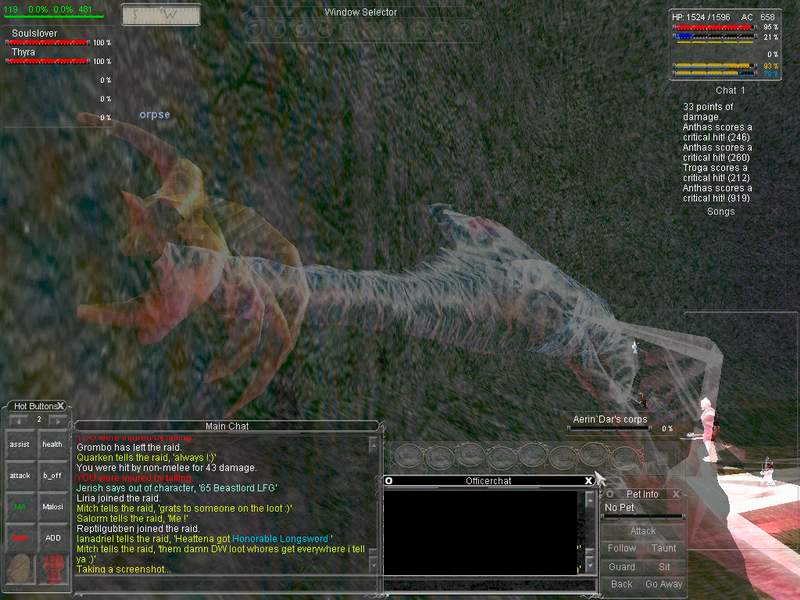 119 0.0% 0.0% 481
Soulslover
100 %
Thyra
100 %
0 %
0 %
0 %
W
Window Selector
HP: 1524 / 1596 AC 658
95 %
21 %
0 %
93 %
Chat 1
33 points of
damage.
Anthas scores a
critical hit! (246)
Anthas scores a
critical hit! (260)
Troga scores a
critical hit! (212)
Anthas scores a
critical hit! (919)
Songs
orpse
Aerin`Dar's corps
0 %
Hot Buttons X
2
assist health
attack b_off
Malosi
ADD
Main Chat
YOU were injured by falling.
Grombo has left the raid.
Quarken tells the raid, 'always !:)'
You were hit by non-melee for 43 damage.
YOU were injured by falling.
Jerish says out of character, '65 Beastlord LFG'
Liria joined the raid.
Mitch tells the raid, 'grats to someone on the loot :)'
Salorm tells the raid, 'Me !'
Reptilgubben joined the raid.
Ianadriel tells the raid, 'Heattena got Honorable Longsword '
Mitch tells the raid, 'them damn DW loot whores get everywhere i tell
ya :)'
Taking a screenshot...
O Officerchat X
O Pet Info X
No Pet
Attack
Follow Taunt
Guard Sit
Back Go Away